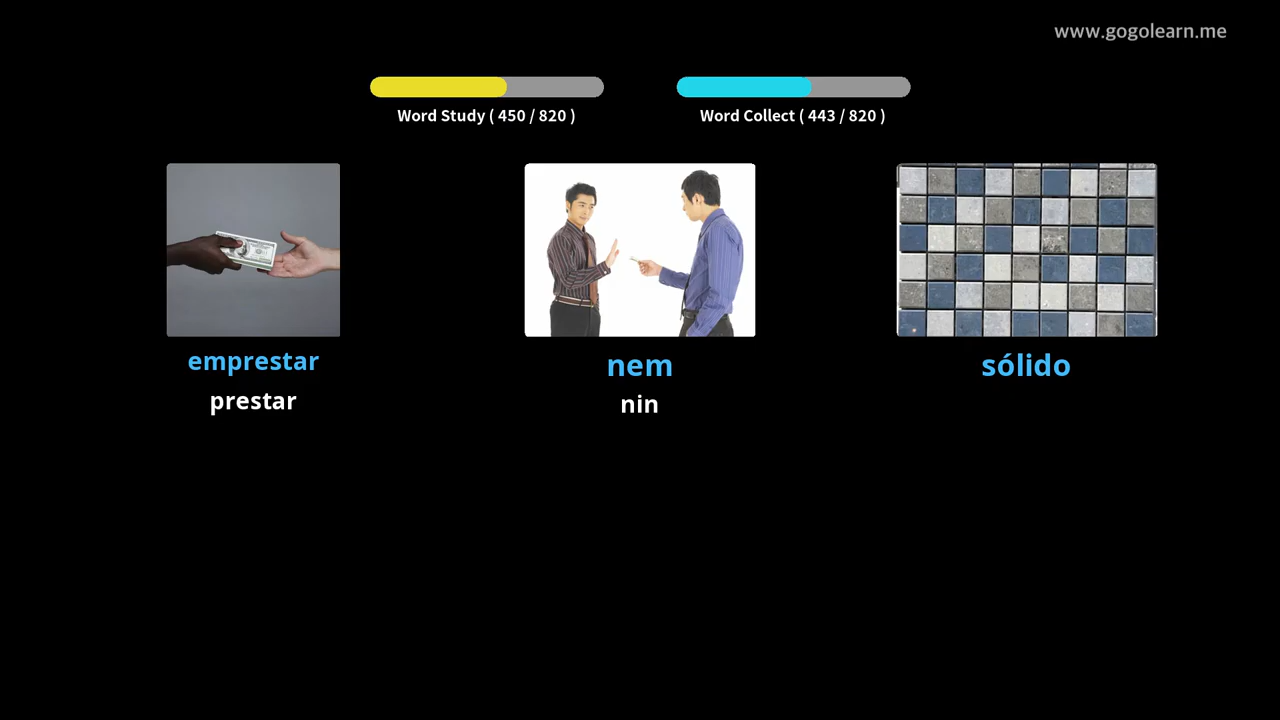 www.gogolearn.me
Word Study ( 450 / 820 )
Word Collect ( 443 / 820 )
emprestar
prestar
nem
nin
sólido